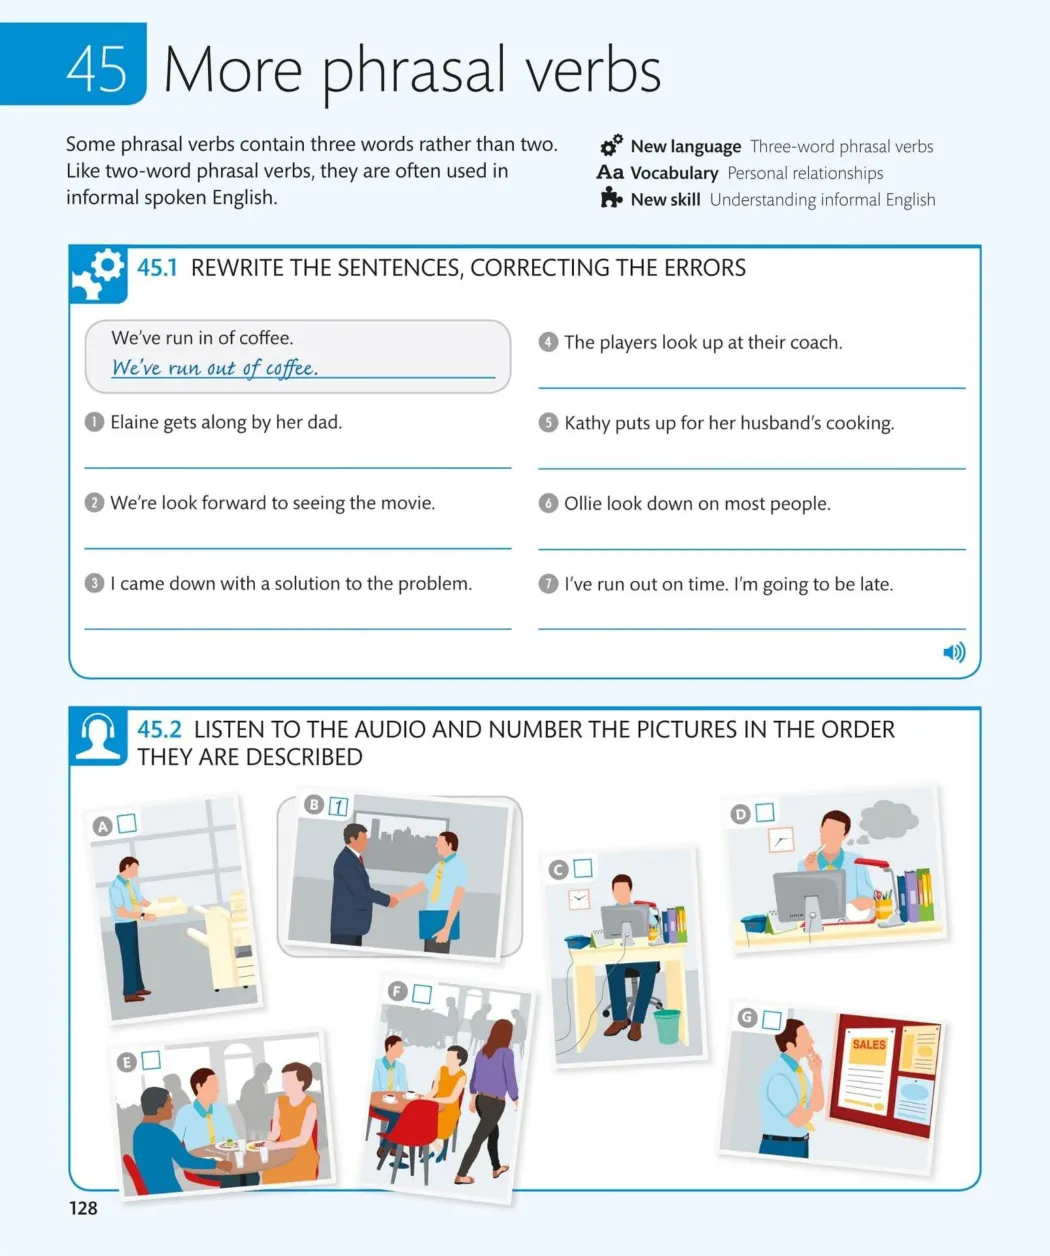 45 More phrasal verbs
Some phrasal verbs contain three words rather than two.
Like two-word phrasal verbs, they are often used in
informal spoken English.
New language Three-word phrasal verbs
Aa Vocabulary Personal relationships
New skill Understanding informal English
45.1 REWRITE THE SENTENCES, CORRECTING THE ERRORS
We've run in of coffee.
We've run out of coffee.
1 Elaine gets along by her dad.
2 We're look forward to seeing the movie.
3 I came down with a solution to the problem.
4 The players look up at their coach.
5 Kathy puts up for her husband's cooking.
6 Ollie look down on most people.
7 I've run out on time. I'm going to be late.
45.2 LISTEN TO THE AUDIO AND NUMBER THE PICTURES IN THE ORDER
THEY ARE DESCRIBED
A
B 1
C
D
E
F
G
SALES
128